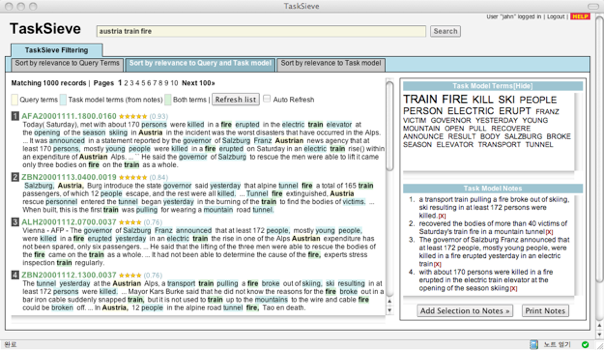 TaskSieve
User "jahn" logged in | Logout | HELP
TaskSieve
austria train fire
Search
TaskSieve Filtering
Sort by relevance to Query Terms
Sort by relevance to Query and Task model
Sort by relevance to Task model
Matching 1000 records | Pages 1 2 3 4 5 6 7 8 9 10 Next 100»
Query terms
Task model terms (from notes)
Both terms |
Refresh list
Auto Refresh
1 AFA20001111.1800.0160 (0.93)
Today( Saturday), met with about 170 persons were killed in a fire erupted in the electric train elevator at
the opening of the season skiing in Austria in the incident was the worst disasters that have occurred in the Alps.
... It was announced in a statement reported by the governor of Salzburg Franz Austrian news agency that at
least 170 persons, mostly young people were killed in a fire erupted on Saturday in an electric train rise) within
an expenditure of Austrian Alps. ... `` He said the governor of Salzburg to rescue the men were able to lift it came
only three bodies on fire on the train as a whole.
2 ZBN20001113.0400.0019 (0.84)
Salzburg, Austria, Burg introduce the state governor said yesterday that alpine tunnel fire a total of 165 train
passengers, of which 12 people escape, and the rest were all killed. ... Tunnel fire extinguished, Austria
rescue personnel entered the tunnel began yesterday in the burning of the train to find the bodies of victims. ...
When built, this is the first train was pulling for wearing a mountain road tunnel.
3 ALH20001112.0700.0037 (0.76)
Vienna - AFP - The governor of Salzburg Franz announced that at least 172 people, mostly young people,
were killed in a fire erupted yesterday in an electric train the rise in one of the Alps Austrian expenditure has
not been spared, only six passengers. ... He said that the lifting of the three men were able to rescue the bodies of
the fire came on the train as a whole. ... It had not been able to determine the cause of the fire, experts stress
inspection train regularly.
4 ZBN20001112.1300.0037 (0.76)
The tunnel yesterday at the Austrian Alps, a transport train pulling a fire broke out of skiing, ski resulting in at
least 172 persons were killed. ... Mayor Kars Burke said that he did not know the reasons for the fire broke out in a
bar iron cable suddenly snapped train, but it is not used to train up to the mountains to the wire and cable fire
could be broken off. ... In Austria, 12 people in the alpine road tunnel fire, Tao en death.
Task Model Terms[Hide]
TRAIN FIRE KILL SKI PEOPLE
PERSON ELECTRIC ERUPT FRANZ
VICTIM GOVERNOR YESTERDAY YOUNG
MOUNTAIN OPEN PULL RECOVERE
ANNOUNCE RESULT BODY SALZBURG BROKE
SEASON ELEVATOR TRANSPORT TUNNEL
Task Model Notes
1. a transport train pulling a fire broke out of skiing,
ski resulting in at least 172 persons were
killed.[X]
2. recovered the bodies of more than 40 victims of
Saturday's train fire in a mountain tunnel[X]
3. The governor of Salzburg Franz announced that
at least 172 people, mostly young people, were
killed in a fire erupted yesterday in an electric
train[X]
4. with about 170 persons were killed in a fire
erupted in the electric train elevator at the
opening of the season skiing[X]
Add Selection to Notes »
Print Notes
완료
노트 열기